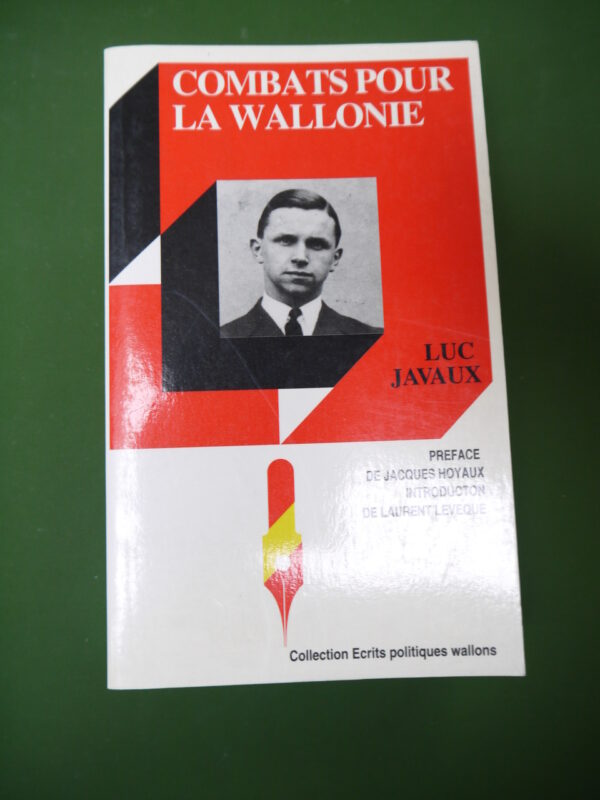 COMBATS POUR
LA WALLONIE
LUC
JAVAUX
PREFACE
DE JACQUES HOYAUX
INTRODUCTON
DE LAURENT LEVEQUE
Collection Ecrits politiques wallons